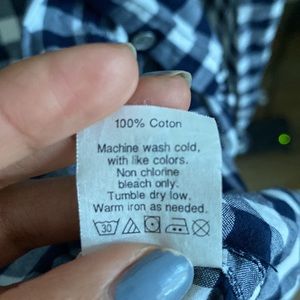 100% Coton
Machine wash cold,
with like colors.
Non chlorine
bleach only.
Tumble dry low.
Warm iron as needed.
30